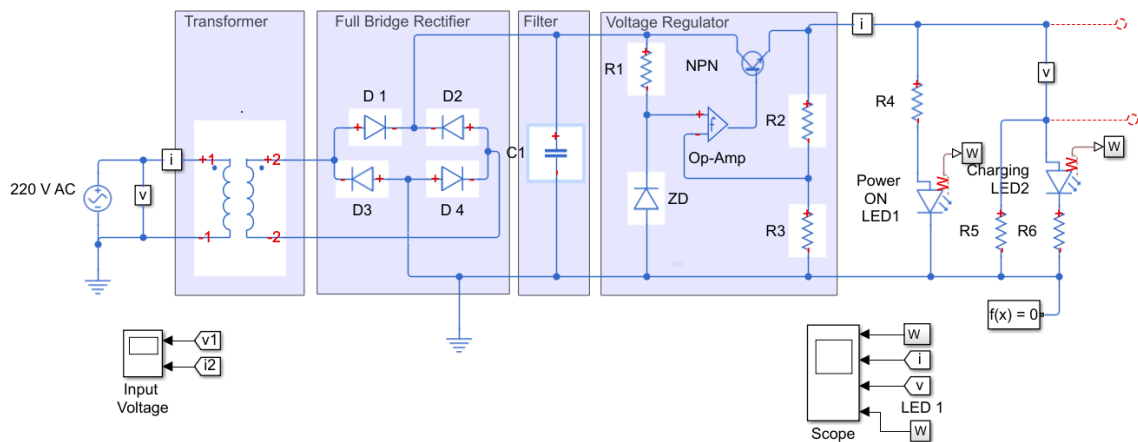 Transformer
Full Bridge Rectifier
Filter
Voltage Regulator
i
R1
NPN
D 1
D2
v
R4
R2
C1
Op-Amp
f
i
+1
+2
W
W
220 V AC
v
Power
ON
LED1
Charging
LED2
D3
D 4
ZD
R3
R5
R6
-1
-2
f(x) = 0
v1
i2
Input
Voltage
W
i
v
LED 1
W
Scope